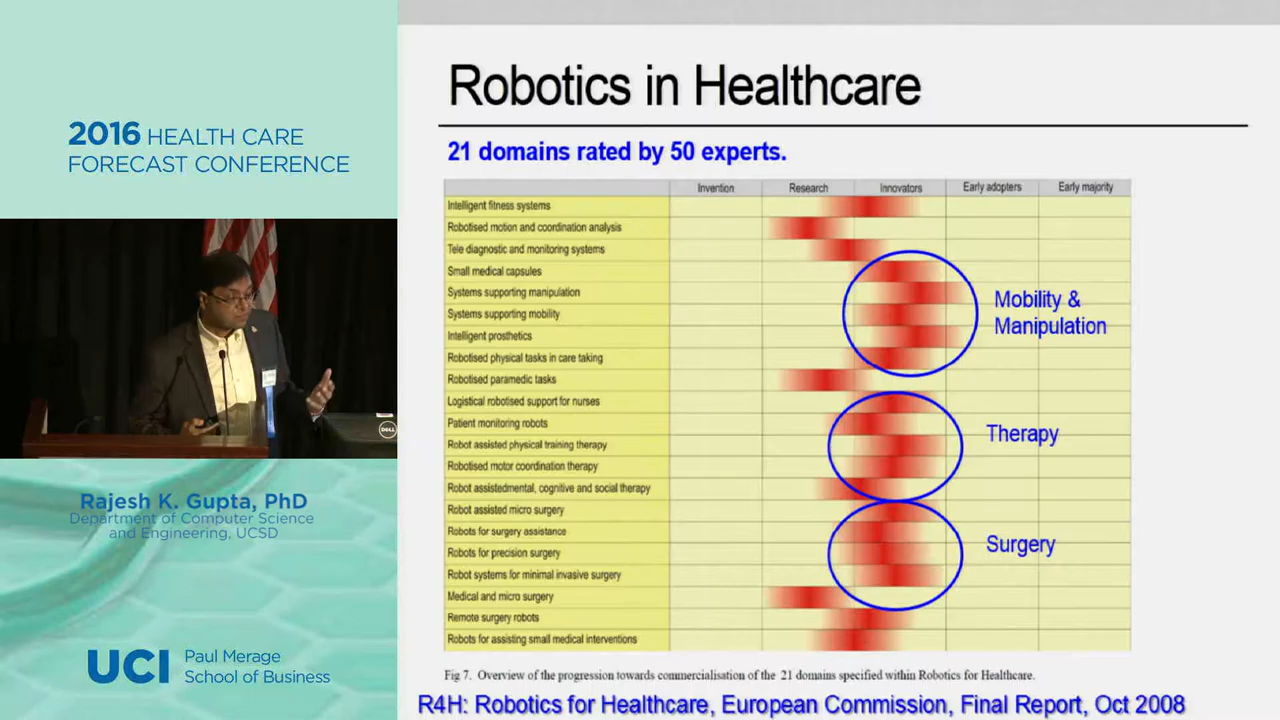 2016 HEALTH CARE
FORECAST CONFERENCE
DELL
Rajesh K. Gupta, PhD
Department of Computer Science
and Engineering, UCSD
UCI Paul Merage
School of Business
Robotics in Healthcare
21 domains rated by 50 experts.
Invention Research Innovators Early adopters Early majority
Intelligent fitness systems
Robotised motion and coordination analysis
Tele diagnostic and monitoring systems
Small medical capsules
Systems supporting manipulation
Systems supporting mobility
Intelligent prosthetics
Robotised physical tasks in care taking
Robotised paramedic tasks
Logistical robotised support for nurses
Patient monitoring robots
Robot assisted physical training therapy
Robotised motor coordination therapy
Robot assistedmental, cognitive and social therapy
Robot assisted micro surgery
Robots for surgery assistance
Robots for precision surgery
Robot systems for minimal invasive surgery
Medical and micro surgery
Remote surgery robots
Robots for assisting small medical interventions
Mobility &
Manipulation
Therapy
Surgery
Fig 7. Overview of the progression towards commercialisation of the 21 domains specified within Robotics for Healthcare.
R4H: Robotics for Healthcare, European Commission, Final Report, Oct 2008